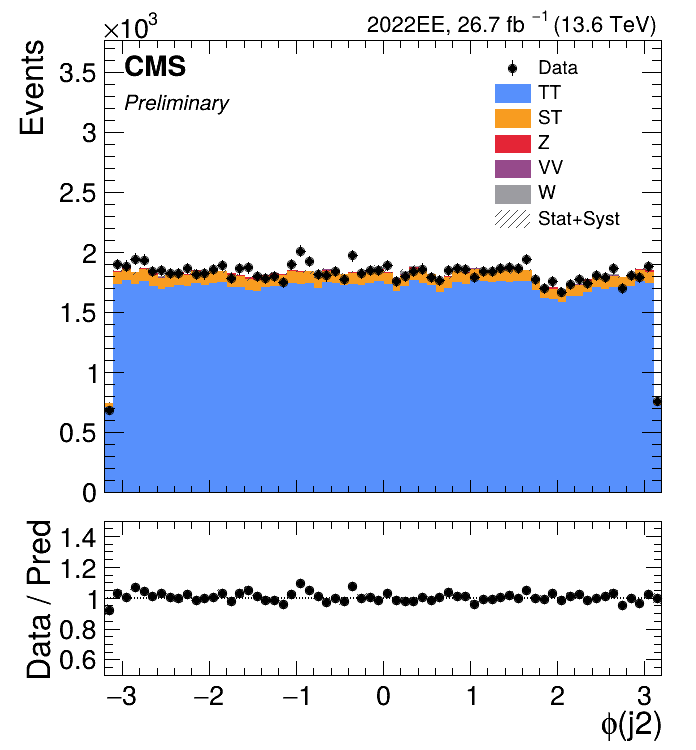 ×10³
2022EE, 26.7 fb ⁻¹ (13.6 TeV)
Events
CMS
Preliminary
Data
TT
ST
Z
VV
W
Stat+Syst
3.5
3
2.5
2
1.5
1
0.5
0
Data / Pred
1.4
1.2
1
0.8
0.6
−3 −2 −1 0 1 2 3
ϕ(j2)